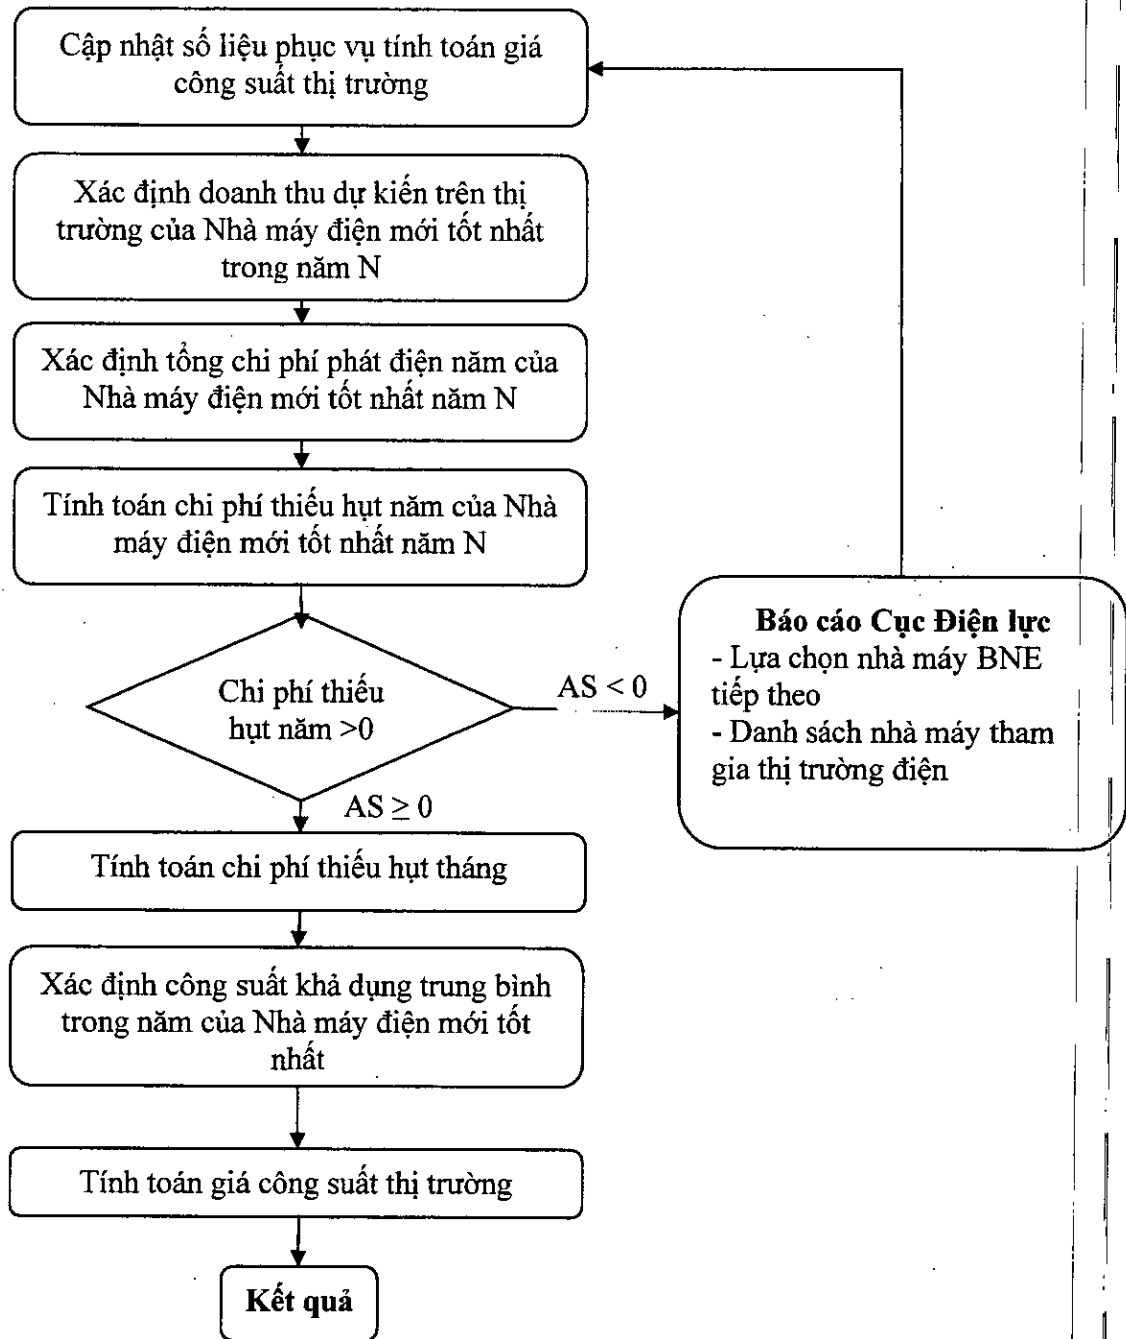 Cập nhật số liệu phục vụ tính toán giá
công suất thị trường
Xác định doanh thu dự kiến trên thị
trường của Nhà máy điện mới tốt nhất
trong năm N
Xác định tổng chi phí phát điện năm của
Nhà máy điện mới tốt nhất năm N
Tính toán chi phí thiếu hụt năm của Nhà
máy điện mới tốt nhất năm N
Chi phí thiếu
hụt năm >0
AS < 0
Báo cáo Cục Điện lực
- Lựa chọn nhà máy BNE
tiếp theo
- Danh sách nhà máy tham
gia thị trường điện
AS ≥ 0
Tính toán chi phí thiếu hụt tháng
Xác định công suất khả dụng trung bình
trong năm của Nhà máy điện mới tốt
nhất
Tính toán giá công suất thị trường
Kết quả